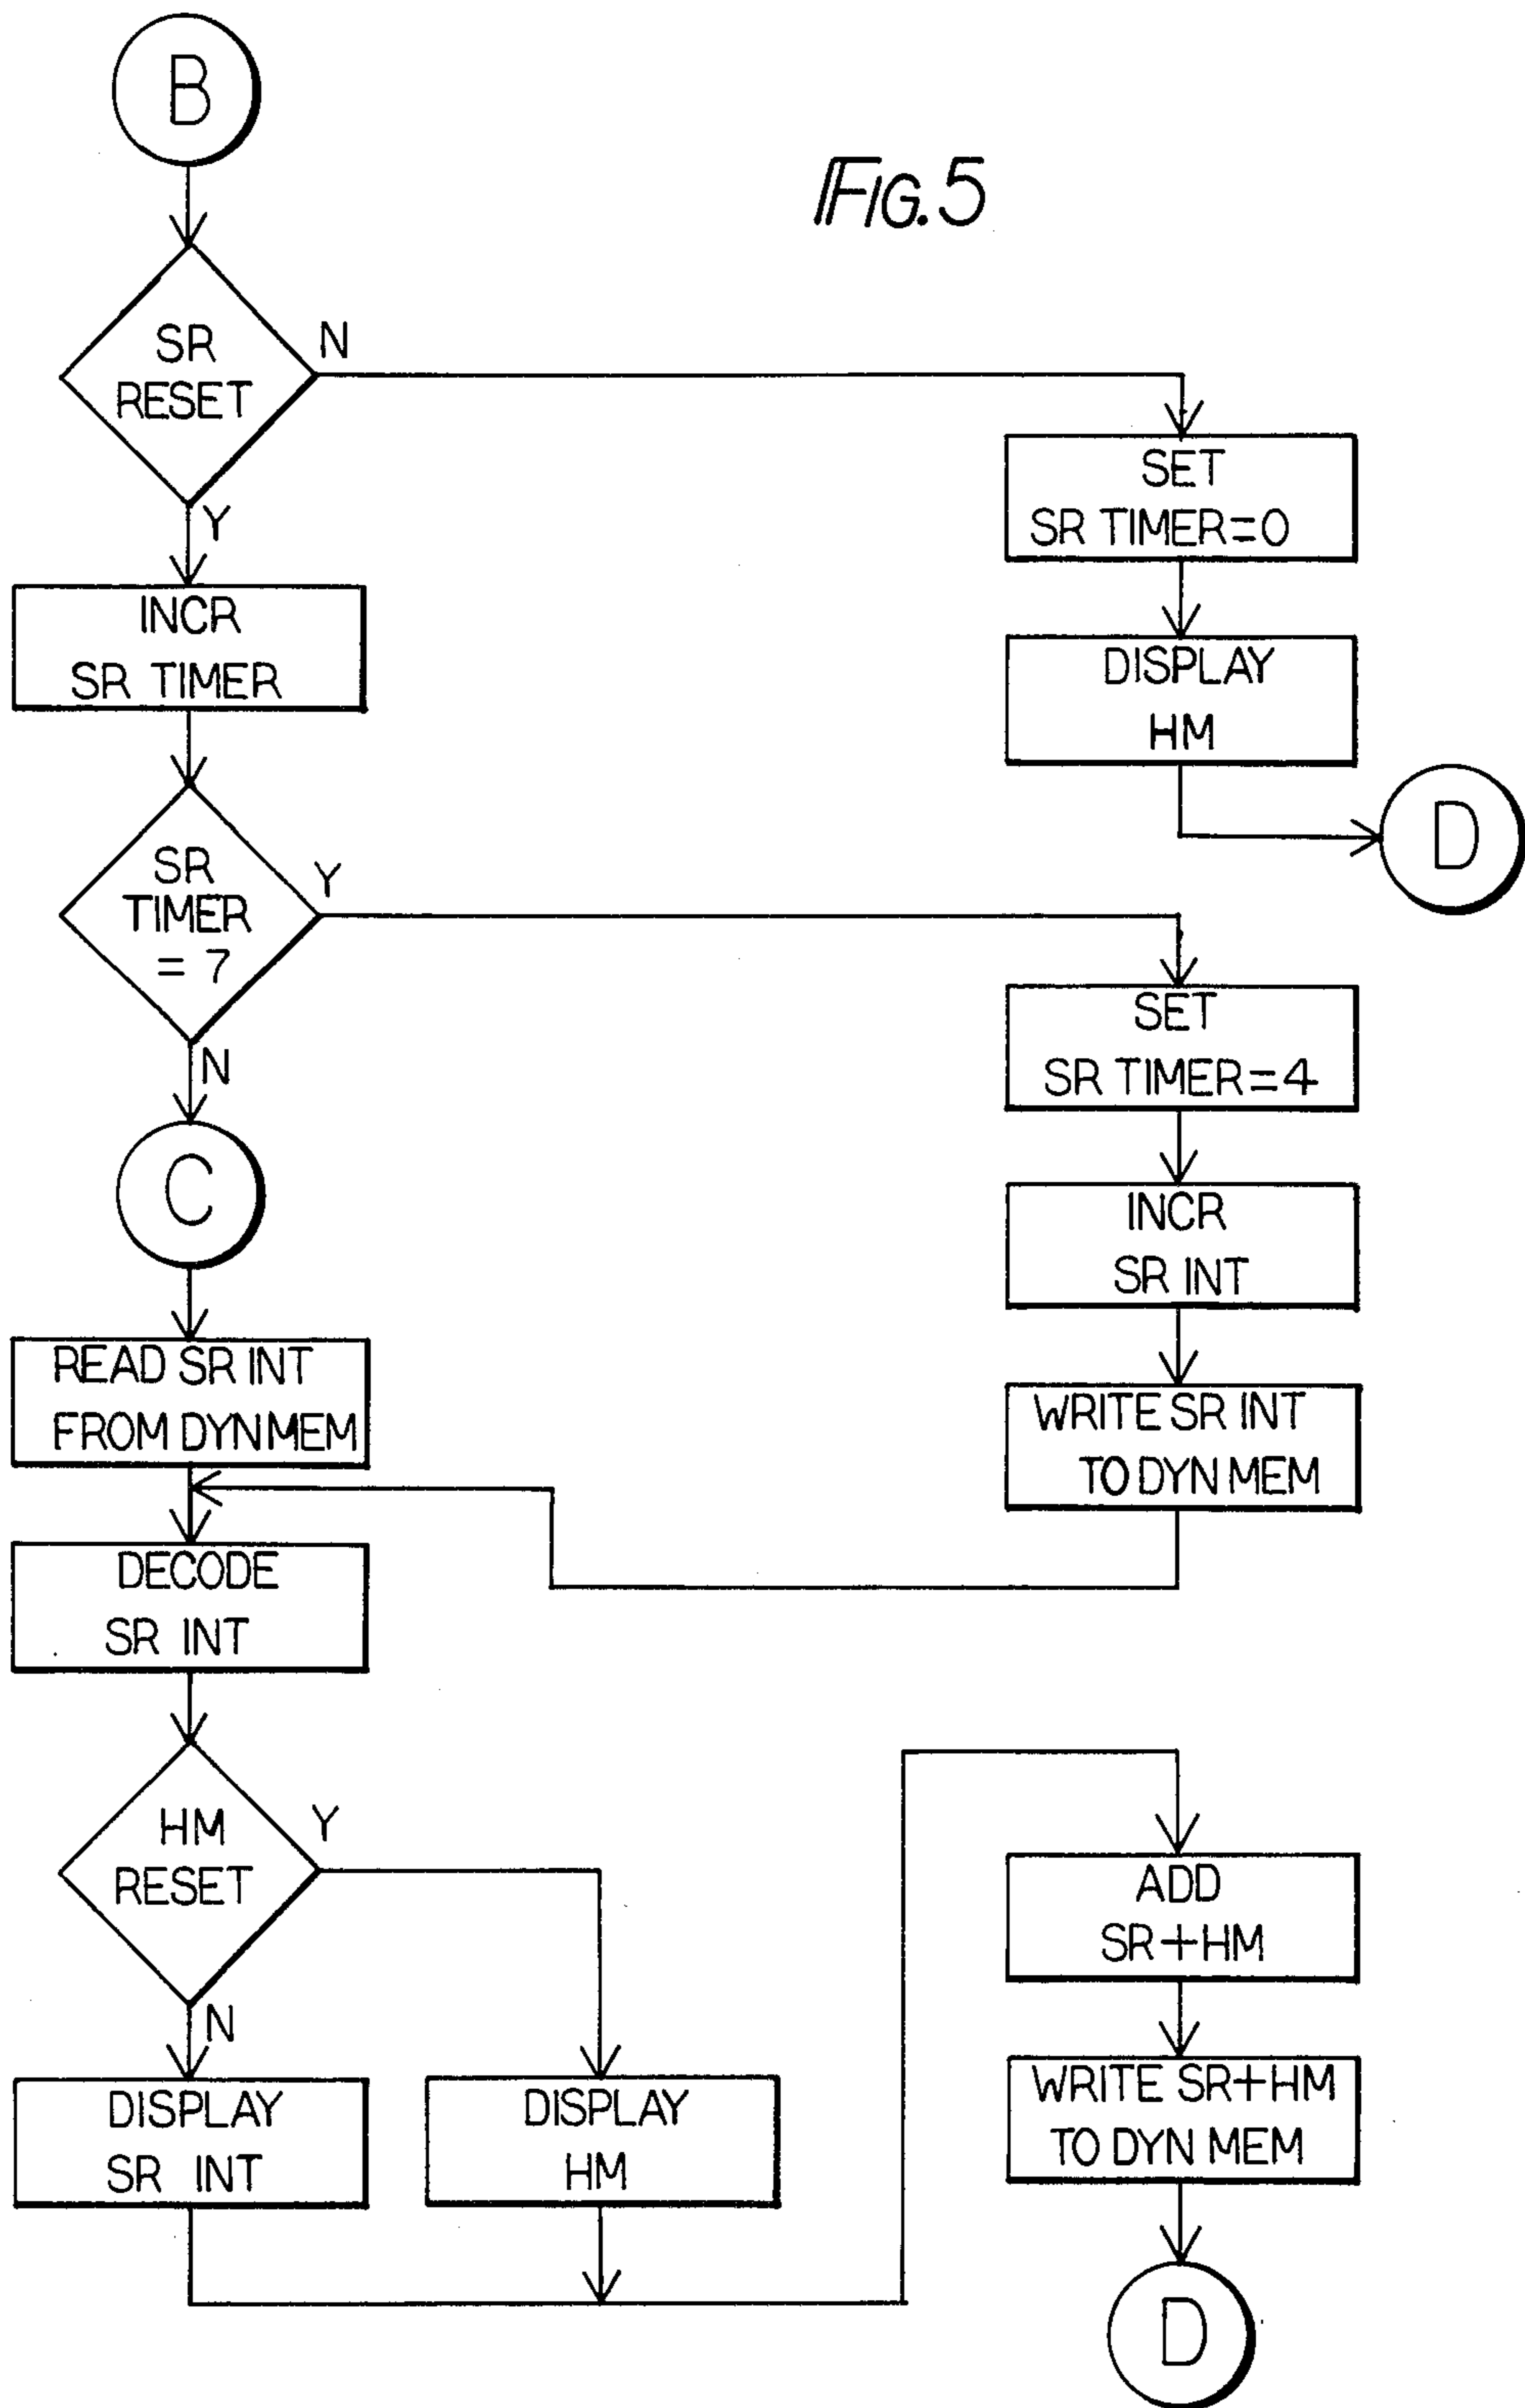 B
FIG. 5
SR
RESET
N
Y
SET
SR TIMER=0
INCR
SR TIMER
DISPLAY
HM
D
SR
TIMER
= 7
Y
N
SET
SR TIMER=4
C
INCR
SR INT
READ SR INT
FROM DYN MEM
WRITE SR INT
TO DYN MEM
DECODE
SR INT
HM
RESET
Y
N
ADD
SR+HM
DISPLAY
SR INT
DISPLAY
HM
WRITE SR+HM
TO DYN MEM
D